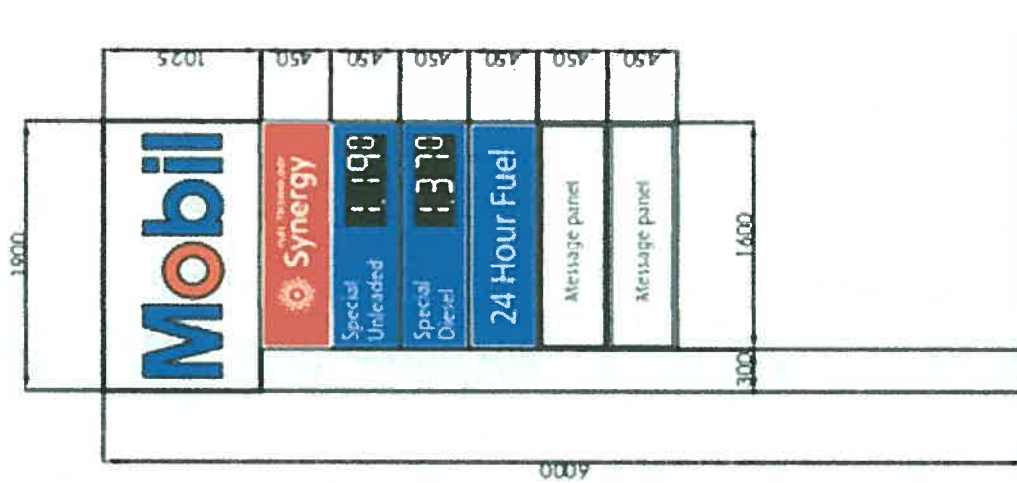 1025
450
450
450
450
450
450
1900
Mobil
Synergy
Special
Unleaded
1.190
Special
Diesel
1.370
24 Hour Fuel
Message panel
Message panel
1600
300
6000